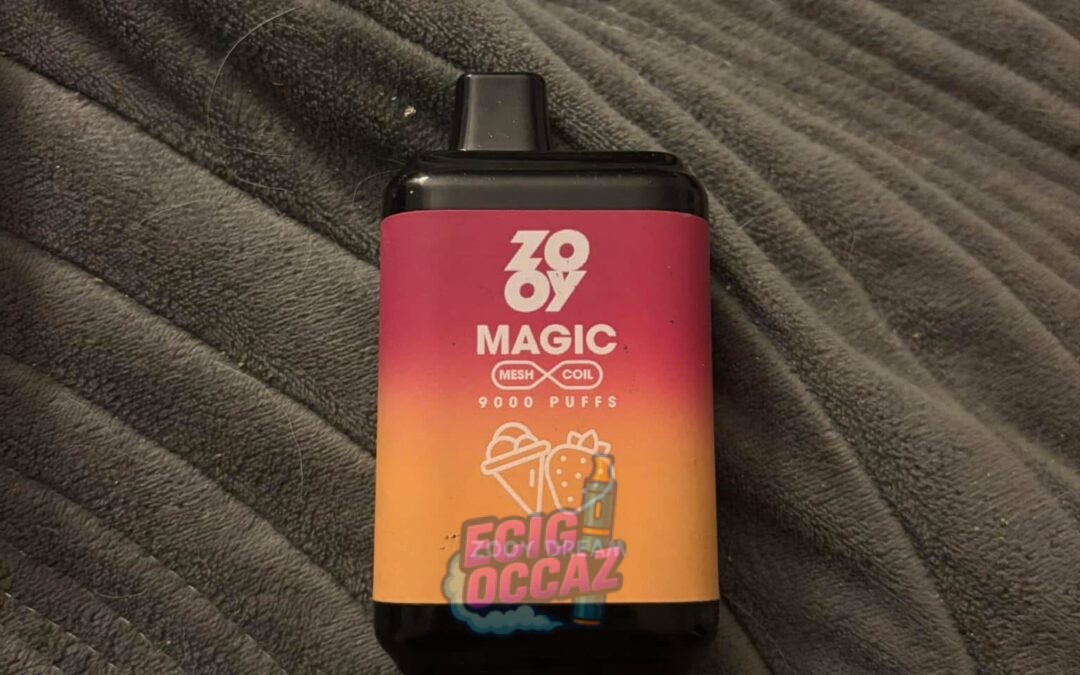 ZO
OY
MAGIC
MESH COIL
9000 PUFFS
ZOOY DREAM
ECIG
OCCAZ